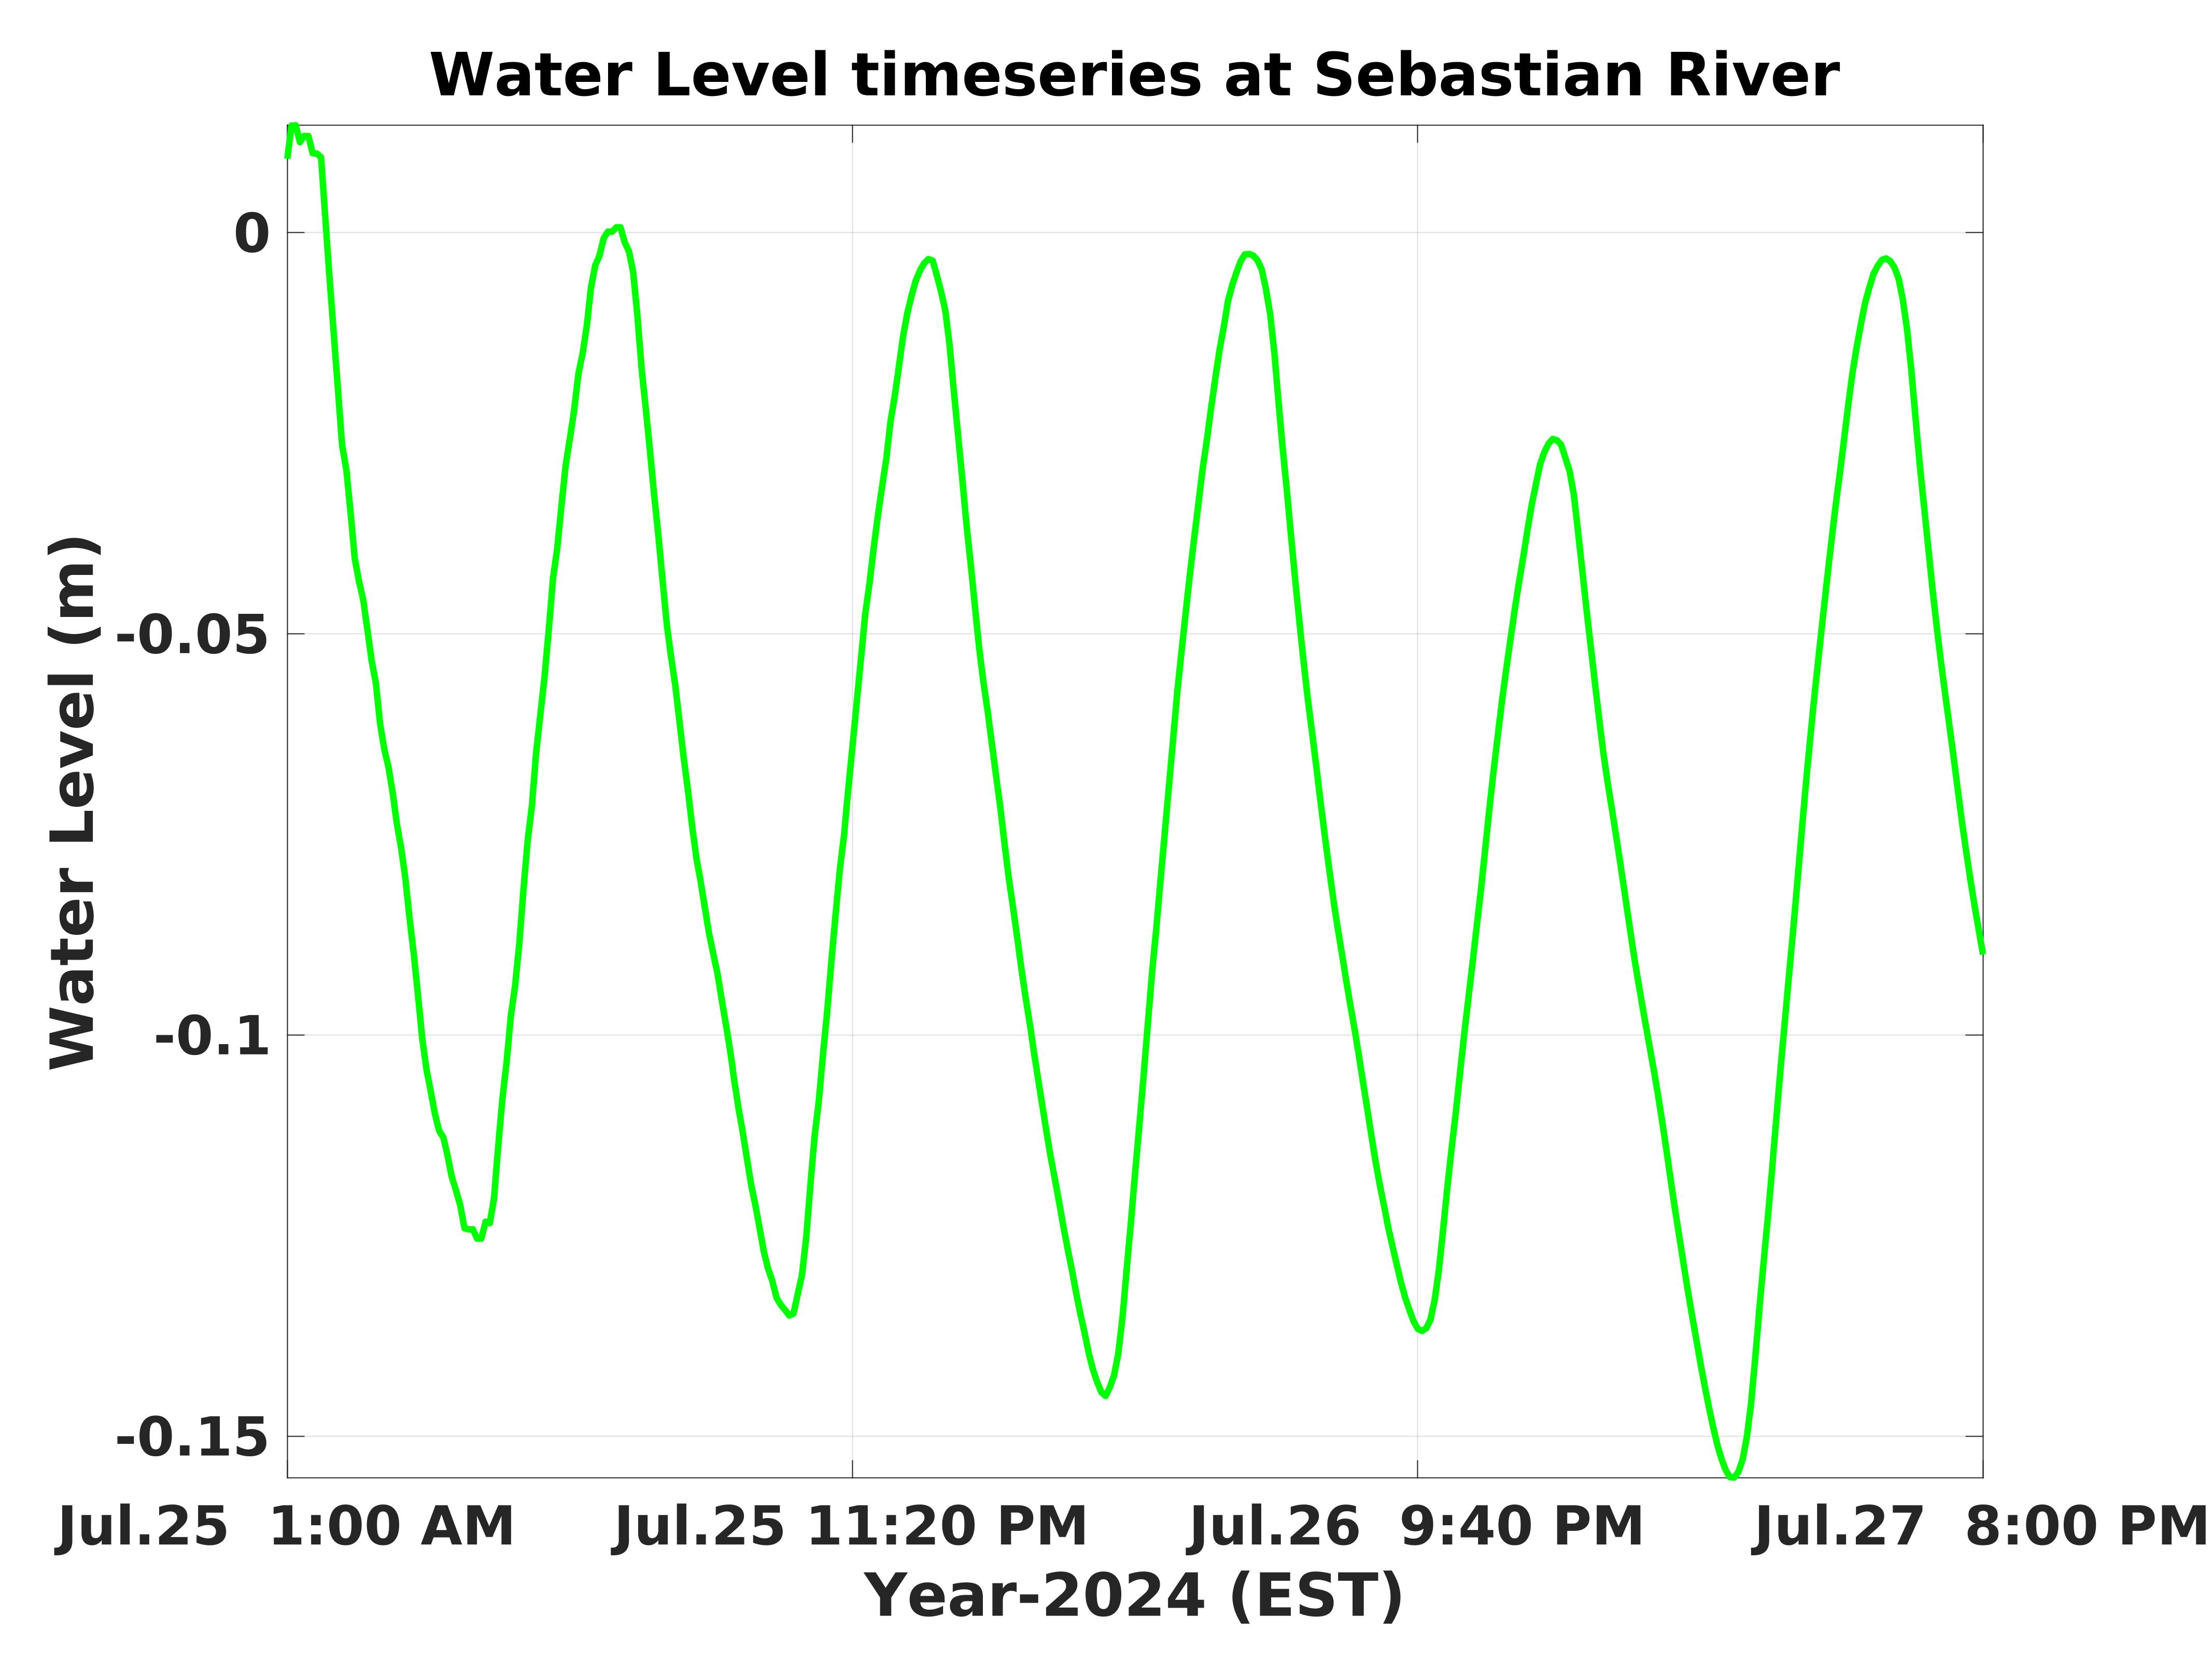 Water Level timeseries at Sebastian River
Water Level (m)
0
-0.05
-0.1
-0.15
Jul.25 1:00 AM
Jul.25 11:20 PM
Jul.26 9:40 PM
Jul.27 8:00 PM
Year-2024 (EST)